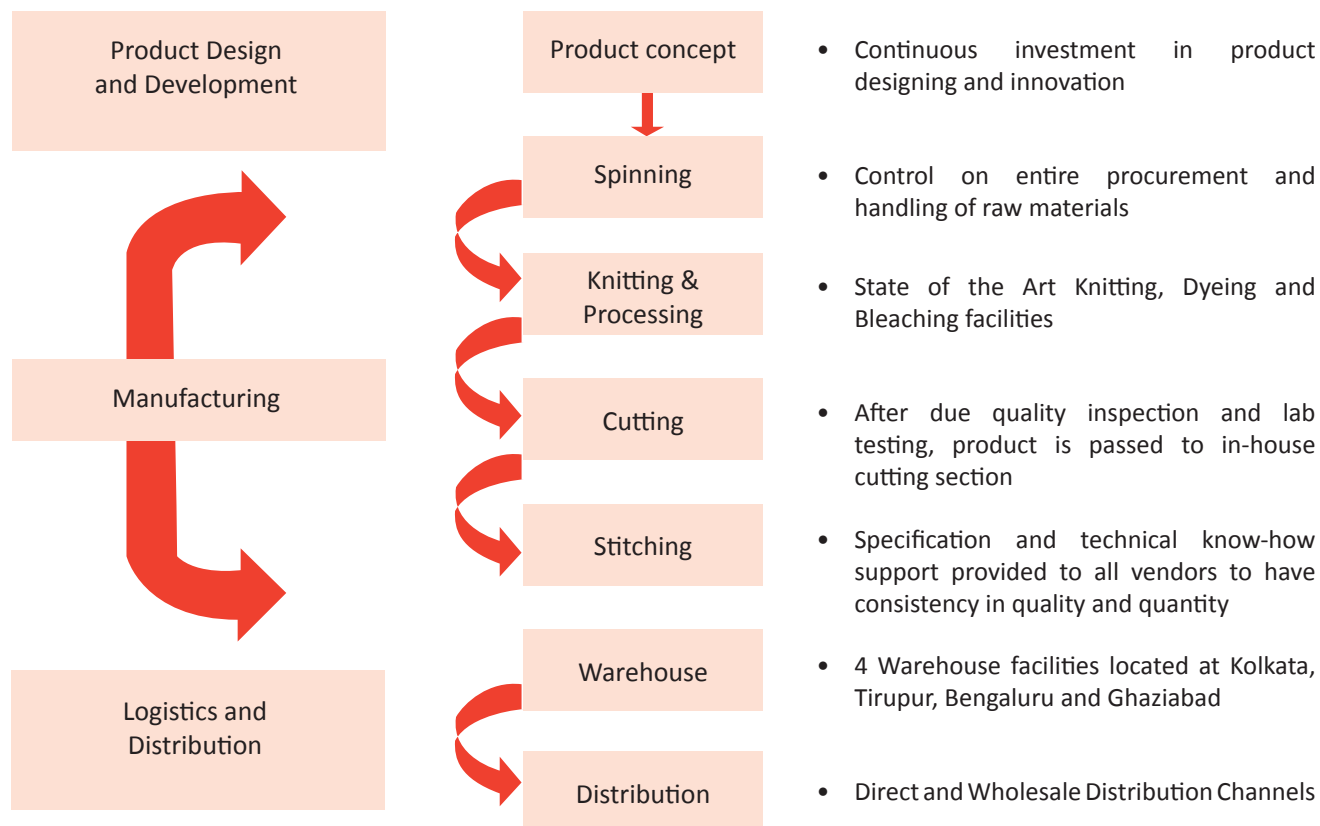 Product Design
and Development
Manufacturing
Logistics and
Distribution
Product concept
Spinning
Knitting &
Processing
Cutting
Stitching
Warehouse
Distribution
• Continuous investment in product
designing and innovation
• Control on entire procurement and
handling of raw materials
• State of the Art Knitting, Dyeing and
Bleaching facilities
• After due quality inspection and lab
testing, product is passed to in-house
cutting section
• Specification and technical know-how
support provided to all vendors to have
consistency in quality and quantity
• 4 Warehouse facilities located at Kolkata,
Tirupur, Bengaluru and Ghaziabad
• Direct and Wholesale Distribution Channels